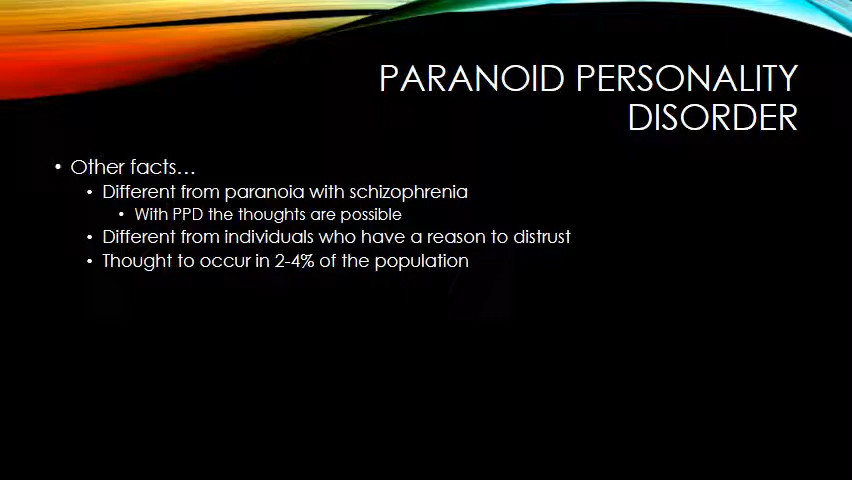 PARANOID PERSONALITY
DISORDER
• Other facts…
• Different from paranoia with schizophrenia
• With PPD the thoughts are possible
• Different from individuals who have a reason to distrust
• Thought to occur in 2-4% of the population